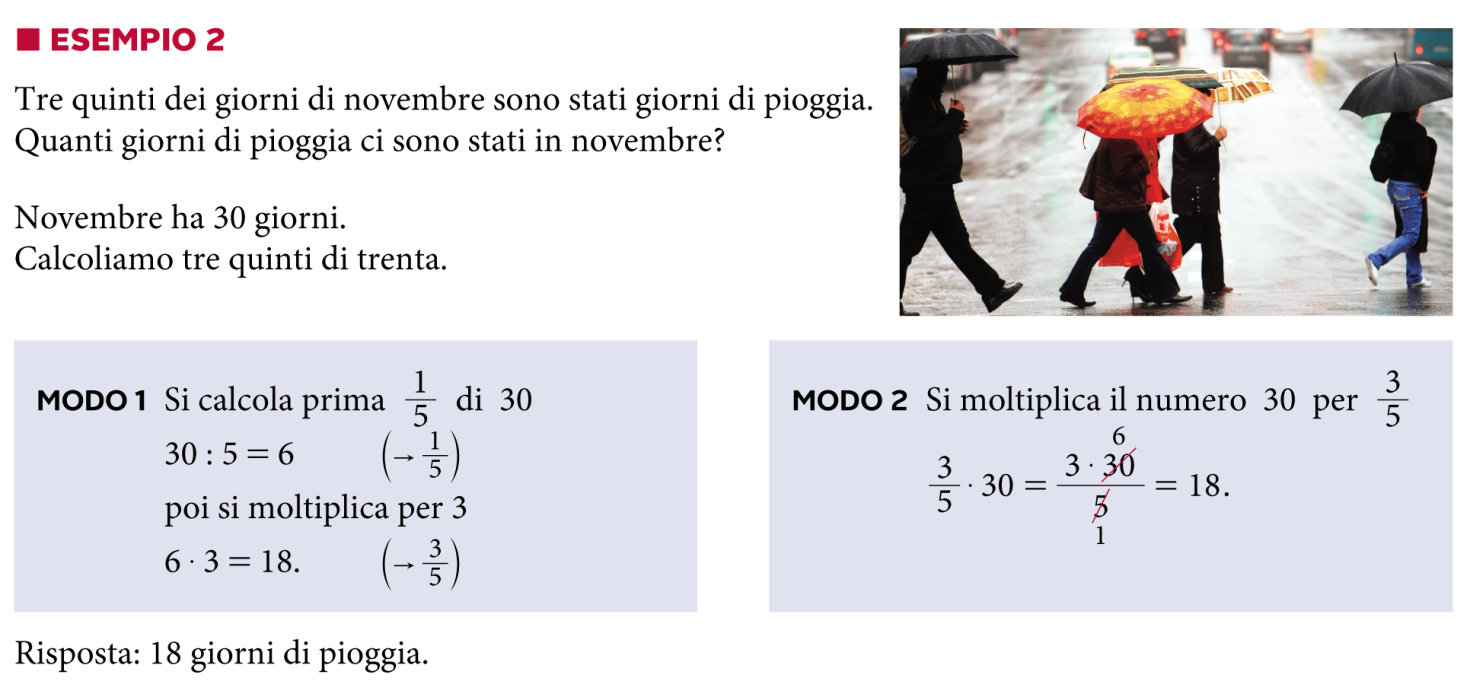 ESEMPIO 2
Tre quinti dei giorni di novembre sono stati giorni di pioggia.
Quanti giorni di pioggia ci sono stati in novembre?
Novembre ha 30 giorni.
Calcoliamo tre quinti di trenta.
MODO 1 Si calcola prima 1/5 di 30
30 : 5 = 6 (→ 1/5)
poi si moltiplica per 3
6 · 3 = 18. (→ 3/5)
MODO 2 Si moltiplica il numero 30 per 3/5
6
3/5 · 30 = 3 · 30/5 = 18.
1
Risposta: 18 giorni di pioggia.